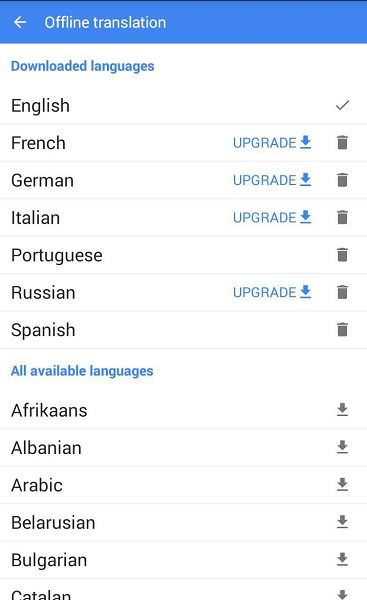 Offline translation
Downloaded languages
English
French UPGRADE
German UPGRADE
Italian UPGRADE
Portuguese
Russian UPGRADE
Spanish
All available languages
Afrikaans
Albanian
Arabic
Belarusian
Bulgarian
Catalan